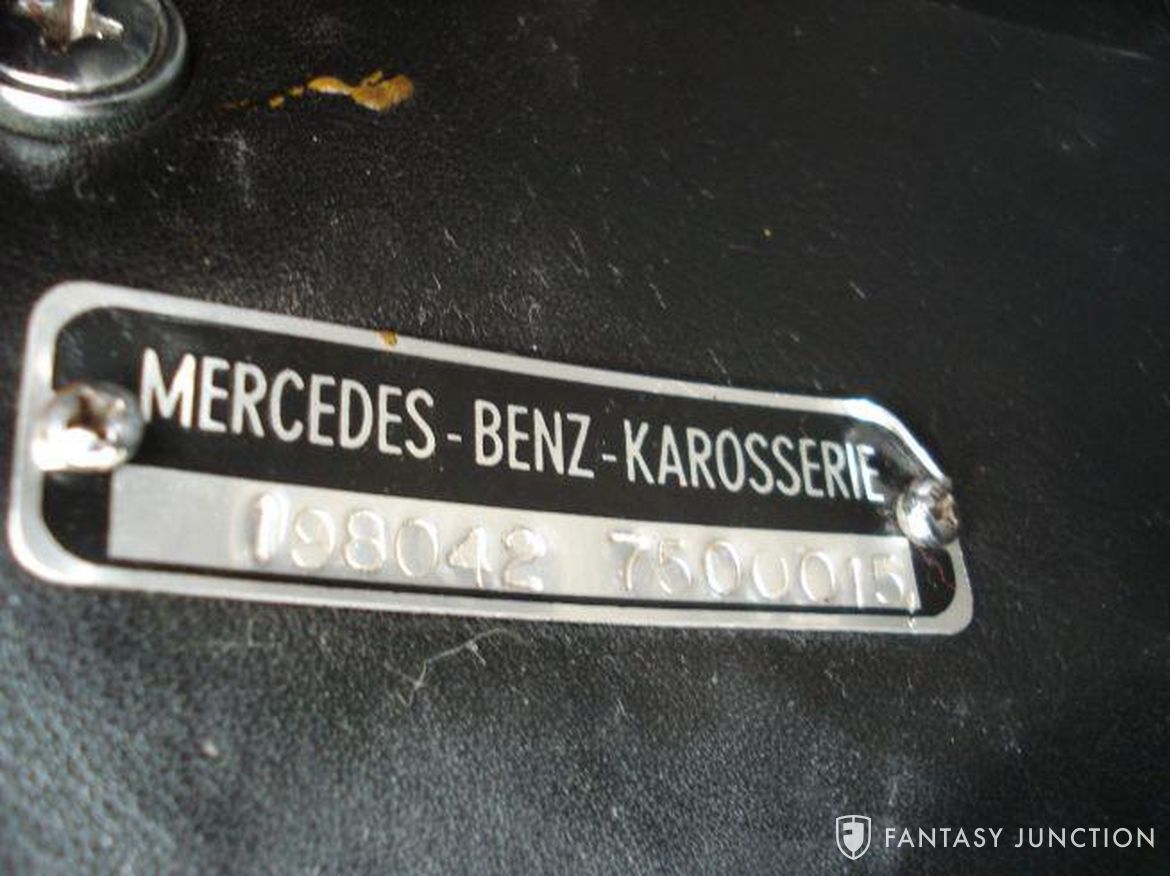 MERCEDES-BENZ-KAROSSERIE
198042 7500015
FANTASY JUNCTION